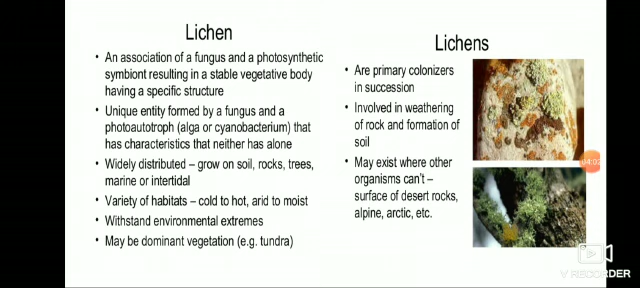 Lichen
• An association of a fungus and a photosynthetic
symbiont resulting in a stable vegetative body
having a specific structure
• Unique entity formed by a fungus and a
photoautotroph (alga or cyanobacterium) that
has characteristics that neither has alone
• Widely distributed – grow on soil, rocks, trees,
marine or intertidal
• Variety of habitats – cold to hot, arid to moist
• Withstand environmental extremes
• May be dominant vegetation (e.g. tundra)
Lichens
• Are primary colonizers
in succession
• Involved in weathering
of rock and formation of
soil
• May exist where other
organisms can't –
surface of desert rocks,
alpine, arctic, etc.
04:02
V RECORDER